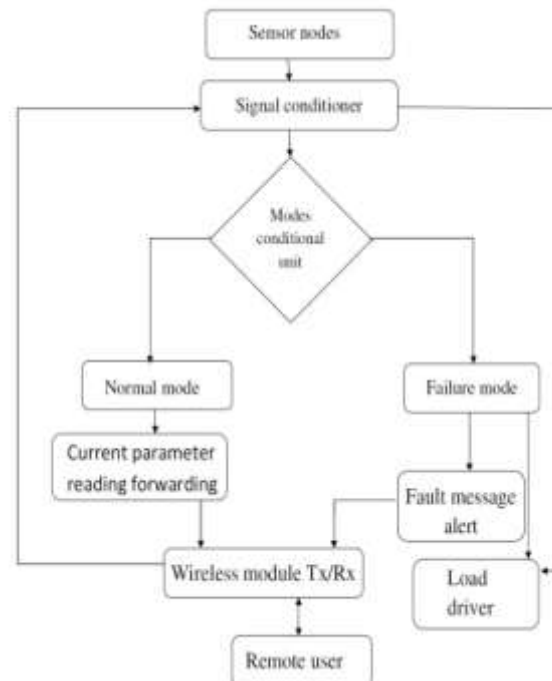 Sensor nodes
Signal conditioner
Modes
conditional
unit
Normal mode
Failure mode
Current parameter
reading forwarding
Fault message
alert
Wireless module Tx/Rx
Load
driver
Remote user